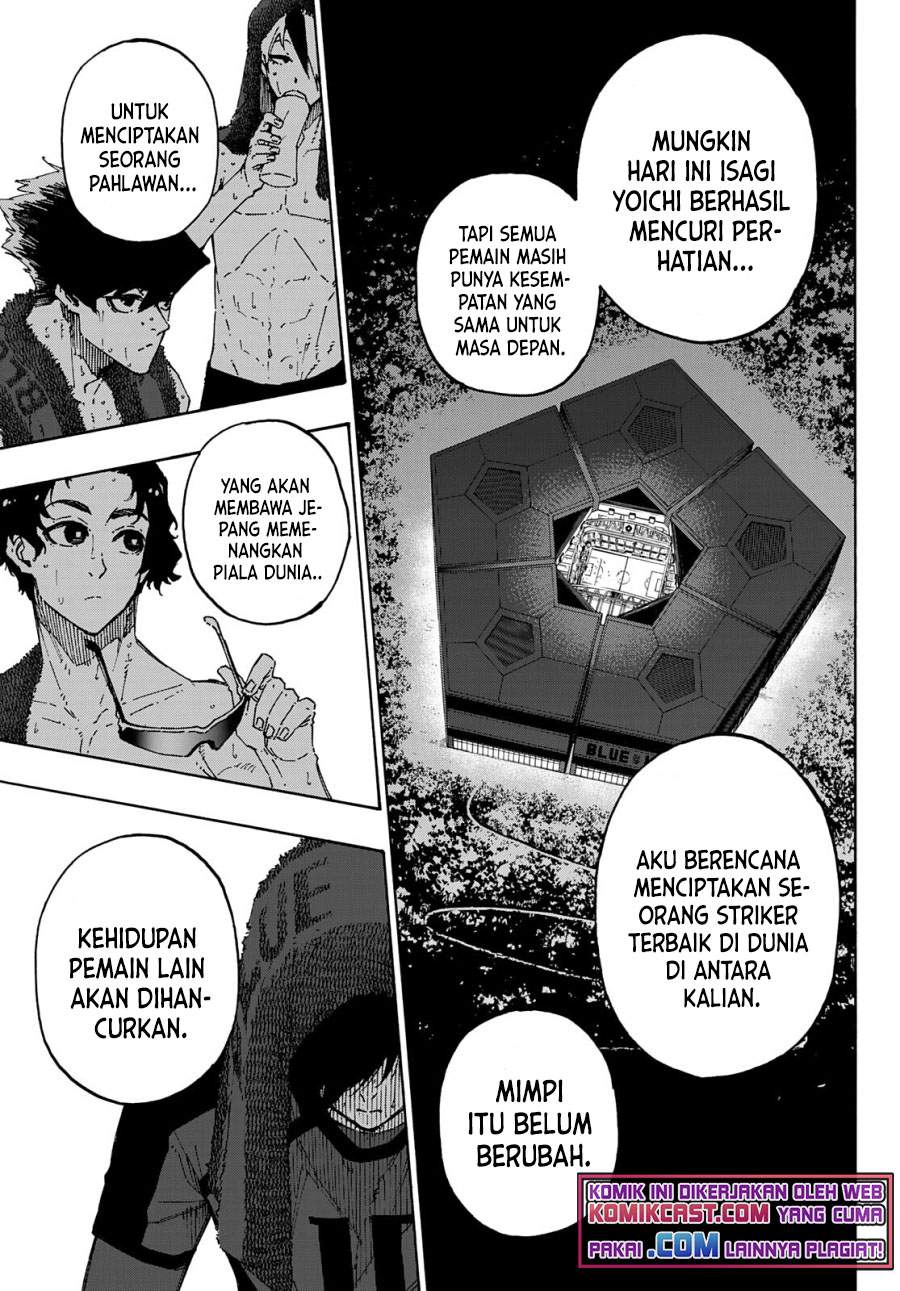 MUNGKIN
HARI INI ISAGI
YOICHI BERHASIL
MENCURI PER-
HATIAN...
TAPI SEMUA
PEMAIN MASIH
PUNYA KESEM-
PATAN YANG
SAMA UNTUK
MASA DEPAN.
BLUE
AKU BERENCANA
MENCIPTAKAN SE-
ORANG STRIKER
TERBAIK DI DUNIA
DI ANTARA
KALIAN.
MIMPI
ITU BELUM
BERUBAH.
UNTUK
MENCIPTAKAN
SEORANG
PAHLAWAN...
BLU
YANG AKAN
MEMBAWA JE-
PANG MEME-
NANGKAN
PIALA DUNIA..
UE
KEHIDUPAN
PEMAIN LAIN
AKAN DIHAN-
CURKAN.
KOMIK INI DIKERJAKAN OLEH WEB
KOMIKCAST.COM YANG CUMA
PAKAI .COM LAINNYA PLAGIAT!